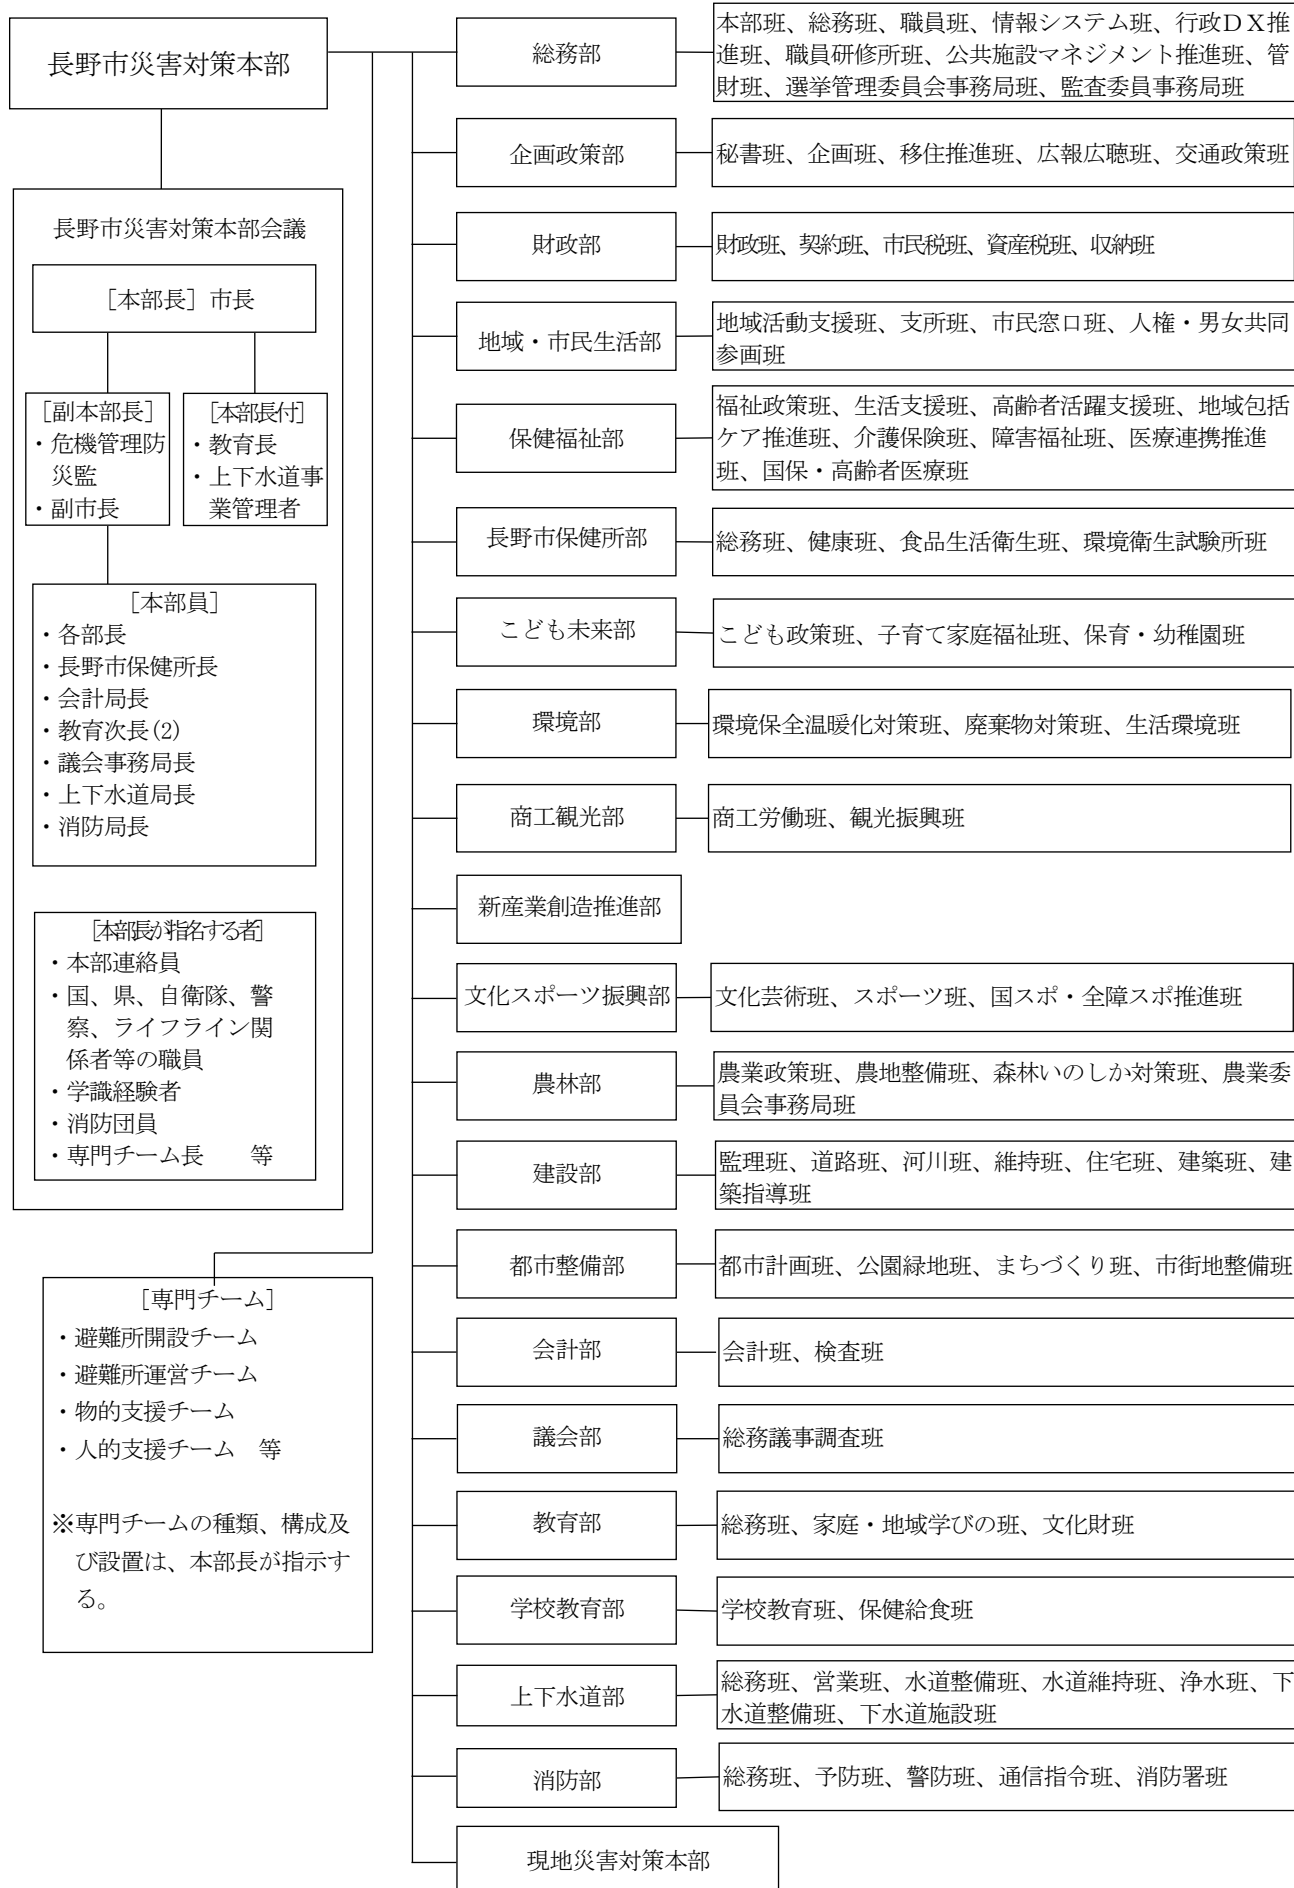 長野市災害対策本部
長野市災害対策本部会議
［本部長］市長
［副本部長］
・危機管理防
災監
・副市長
［本部長付］
・教育長
・上下水道事
業管理者
［本部員］
・各部長
・長野市保健所長
・会計局長
・教育次長(2)
・議会事務局長
・上下水道局長
・消防局長
［本部長が指名する者］
・本部連絡員
・国、県、自衛隊、警
察、ライフライン関
係者等の職員
・学識経験者
・消防団員
・専門チーム長　　等
［専門チーム］
・避難所開設チーム
・避難所運営チーム
・物的支援チーム
・人的支援チーム　等
※専門チームの種類、構成及
び設置は、本部長が指示す
る。
総務部
本部班、総務班、職員班、情報システム班、行政ＤＸ推
進班、職員研修所班、公共施設マネジメント推進班、管
財班、選挙管理委員会事務局班、監査委員事務局班
企画政策部
秘書班、企画班、移住推進班、広報広聴班、交通政策班
財政部
財政班、契約班、市民税班、資産税班、収納班
地域・市民生活部
地域活動支援班、支所班、市民窓口班、人権・男女共同
参画班
保健福祉部
福祉政策班、生活支援班、高齢者活躍支援班、地域包括
ケア推進班、介護保険班、障害福祉班、医療連携推進
班、国保・高齢者医療班
長野市保健所部
総務班、健康班、食品生活衛生班、環境衛生試験所班
こども未来部
こども政策班、子育て家庭福祉班、保育・幼稚園班
環境部
環境保全温暖化対策班、廃棄物対策班、生活環境班
商工観光部
商工労働班、観光振興班
新産業創造推進部
文化スポーツ振興部
文化芸術班、スポーツ班、国スポ・全障スポ推進班
農林部
農業政策班、農地整備班、森林いのしか対策班、農業委
員会事務局班
建設部
監理班、道路班、河川班、維持班、住宅班、建築班、建
築指導班
都市整備部
都市計画班、公園緑地班、まちづくり班、市街地整備班
会計部
会計班、検査班
議会部
総務議事調査班
教育部
総務班、家庭・地域学びの班、文化財班
学校教育部
学校教育班、保健給食班
上下水道部
総務班、営業班、水道整備班、水道維持班、浄水班、下
水道整備班、下水道施設班
消防部
総務班、予防班、警防班、通信指令班、消防署班
現地災害対策本部